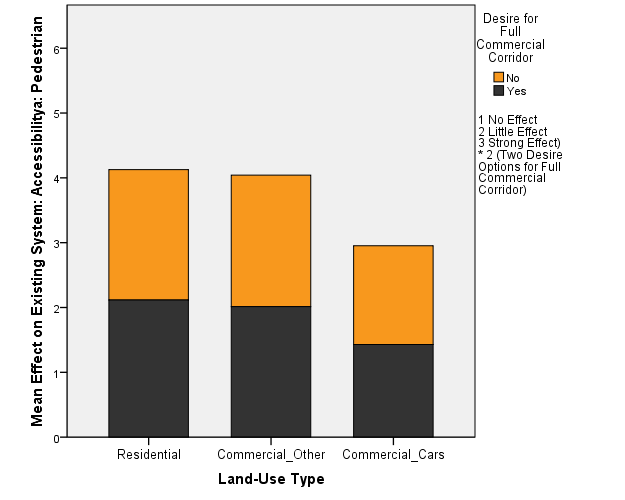 Mean Effect on Existing System: Accessibilitya: Pedestrian
6
5
4
3
2
1
0
Residential
Commercial_Other
Commercial_Cars
Land-Use Type
Desire for
Full
Commercial
Corridor
No
Yes
1 No Effect
2 Little Effect
3 Strong Effect)
* 2 (Two Desire
Options for Full
Commercial
Corridor)